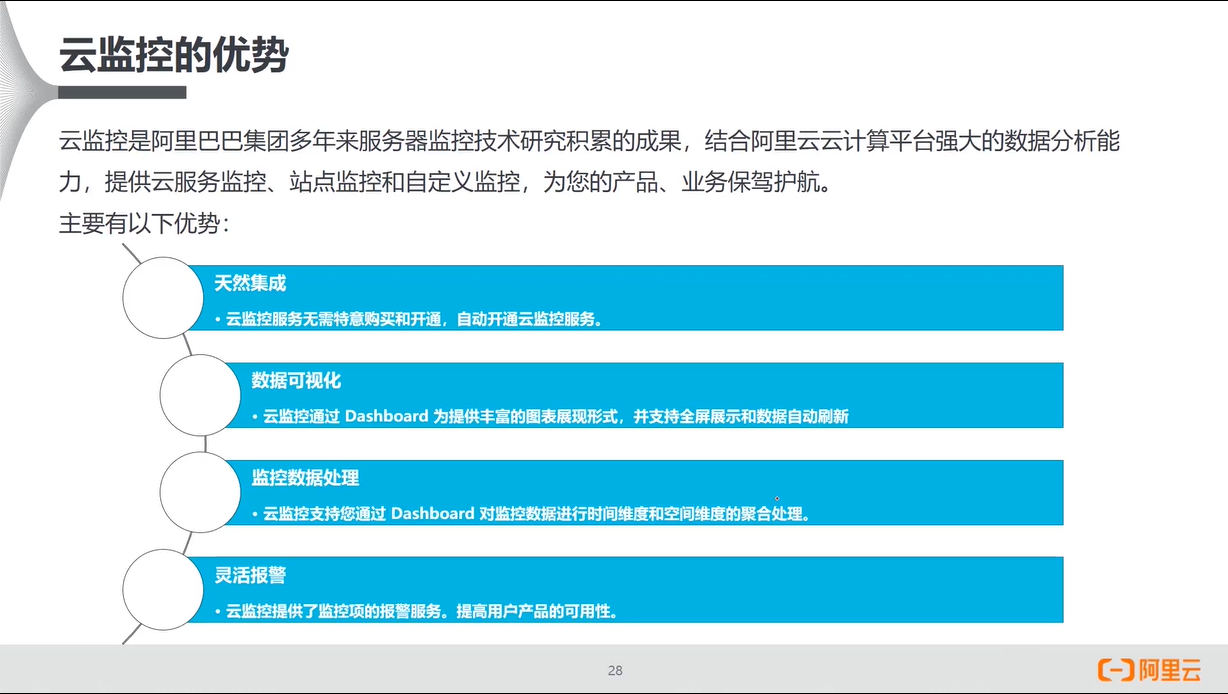 云监控的优势
云监控是阿里巴巴集团多年来服务器监控技术研究积累的成果，结合阿里云云计算平台强大的数据分析能
力，提供云服务监控、站点监控和自定义监控，为您的产品、业务保驾护航。
主要有以下优势：
天然集成
• 云监控服务无需特意购买和开通，自动开通云监控服务。
数据可视化
• 云监控通过 Dashboard 为提供丰富的图表展现形式，并支持全屏展示和数据自动刷新
监控数据处理
• 云监控支持您通过 Dashboard 对监控数据进行时间维度和空间维度的聚合处理。
灵活报警
• 云监控提供了监控项的报警服务。提高用户产品的可用性。
28
阿里云